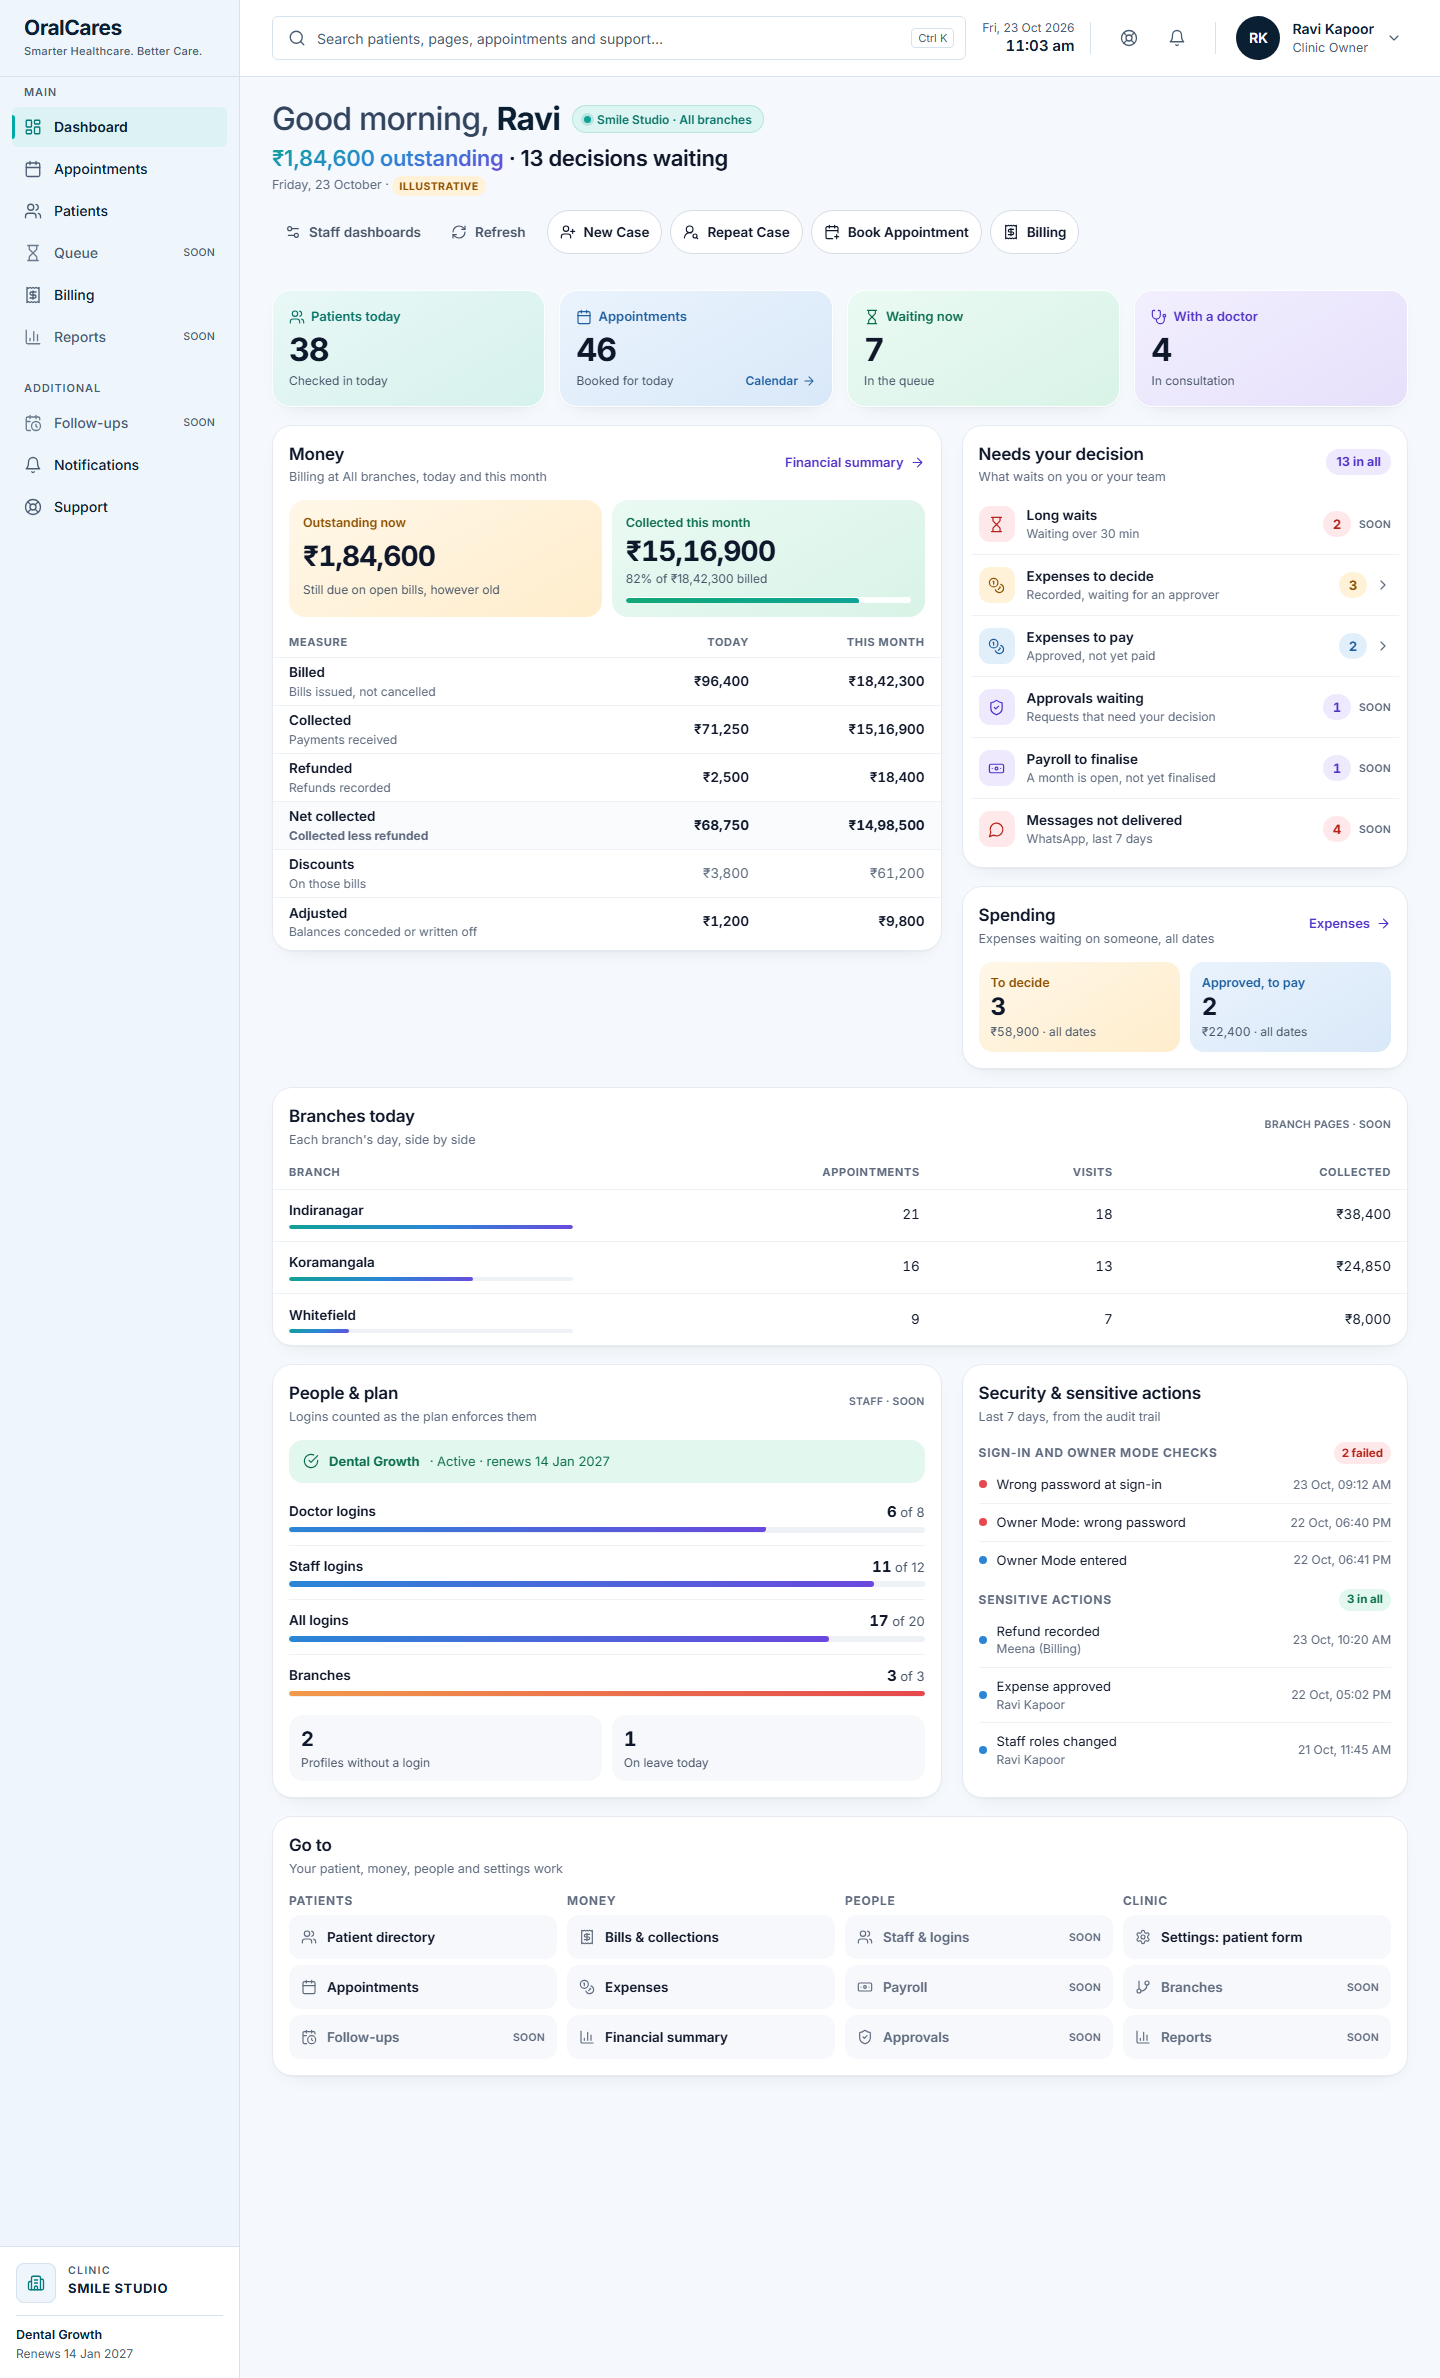 OralCares
Smarter Healthcare. Better Care.
Search patients, pages, appointments and support...
Ctrl K
Fri, 23 Oct 2026
11:03 am
RK
Ravi Kapoor
Clinic Owner
MAIN
Dashboard
Appointments
Patients
Queue SOON
Billing
Reports SOON
ADDITIONAL
Follow-ups SOON
Notifications
Support
Good morning, Ravi
Smile Studio · All branches
₹1,84,600 outstanding · 13 decisions waiting
Friday, 23 October · ILLUSTRATIVE
Staff dashboards
Refresh
New Case
Repeat Case
Book Appointment
Billing
Patients today
38
Checked in today
Appointments
46
Booked for today
Calendar
Waiting now
7
In the queue
With a doctor
4
In consultation
Money
Billing at All branches, today and this month
Financial summary
Outstanding now
₹1,84,600
Still due on open bills, however old
Collected this month
₹15,16,900
82% of ₹18,42,300 billed
MEASURE TODAY THIS MONTH
Billed
Bills issued, not cancelled
₹96,400 ₹18,42,300
Collected
Payments received
₹71,250 ₹15,16,900
Refunded
Refunds recorded
₹2,500 ₹18,400
Net collected
Collected less refunded
₹68,750 ₹14,98,500
Discounts
On those bills
₹3,800 ₹61,200
Adjusted
Balances conceded or written off
₹1,200 ₹9,800
Needs your decision
What waits on you or your team
13 in all
Long waits
Waiting over 30 min
2 SOON
Expenses to decide
Recorded, waiting for an approver
3
Expenses to pay
Approved, not yet paid
2
Approvals waiting
Requests that need your decision
1 SOON
Payroll to finalise
A month is open, not yet finalised
1 SOON
Messages not delivered
WhatsApp, last 7 days
4 SOON
Spending
Expenses waiting on someone, all dates
Expenses
To decide
3
₹58,900 · all dates
Approved, to pay
2
₹22,400 · all dates
Branches today
Each branch's day, side by side
BRANCH PAGES · SOON
BRANCH APPOINTMENTS VISITS COLLECTED
Indiranagar 21 18 ₹38,400
Koramangala 16 13 ₹24,850
Whitefield 9 7 ₹8,000
People & plan
Logins counted as the plan enforces them
STAFF · SOON
Dental Growth · Active · renews 14 Jan 2027
Doctor logins 6 of 8
Staff logins 11 of 12
All logins 17 of 20
Branches 3 of 3
2
Profiles without a login
1
On leave today
Security & sensitive actions
Last 7 days, from the audit trail
SIGN-IN AND OWNER MODE CHECKS 2 failed
Wrong password at sign-in 23 Oct, 09:12 AM
Owner Mode: wrong password 22 Oct, 06:40 PM
Owner Mode entered 22 Oct, 06:41 PM
SENSITIVE ACTIONS 3 in all
Refund recorded
Meena (Billing)
23 Oct, 10:20 AM
Expense approved
Ravi Kapoor
22 Oct, 05:02 PM
Staff roles changed
Ravi Kapoor
21 Oct, 11:45 AM
Go to
Your patient, money, people and settings work
PATIENTS MONEY PEOPLE CLINIC
Patient directory
Bills & collections
Staff & logins SOON
Settings: patient form
Appointments
Expenses
Payroll SOON
Branches SOON
Follow-ups SOON
Financial summary
Approvals SOON
Reports SOON
CLINIC
SMILE STUDIO
Dental Growth
Renews 14 Jan 2027